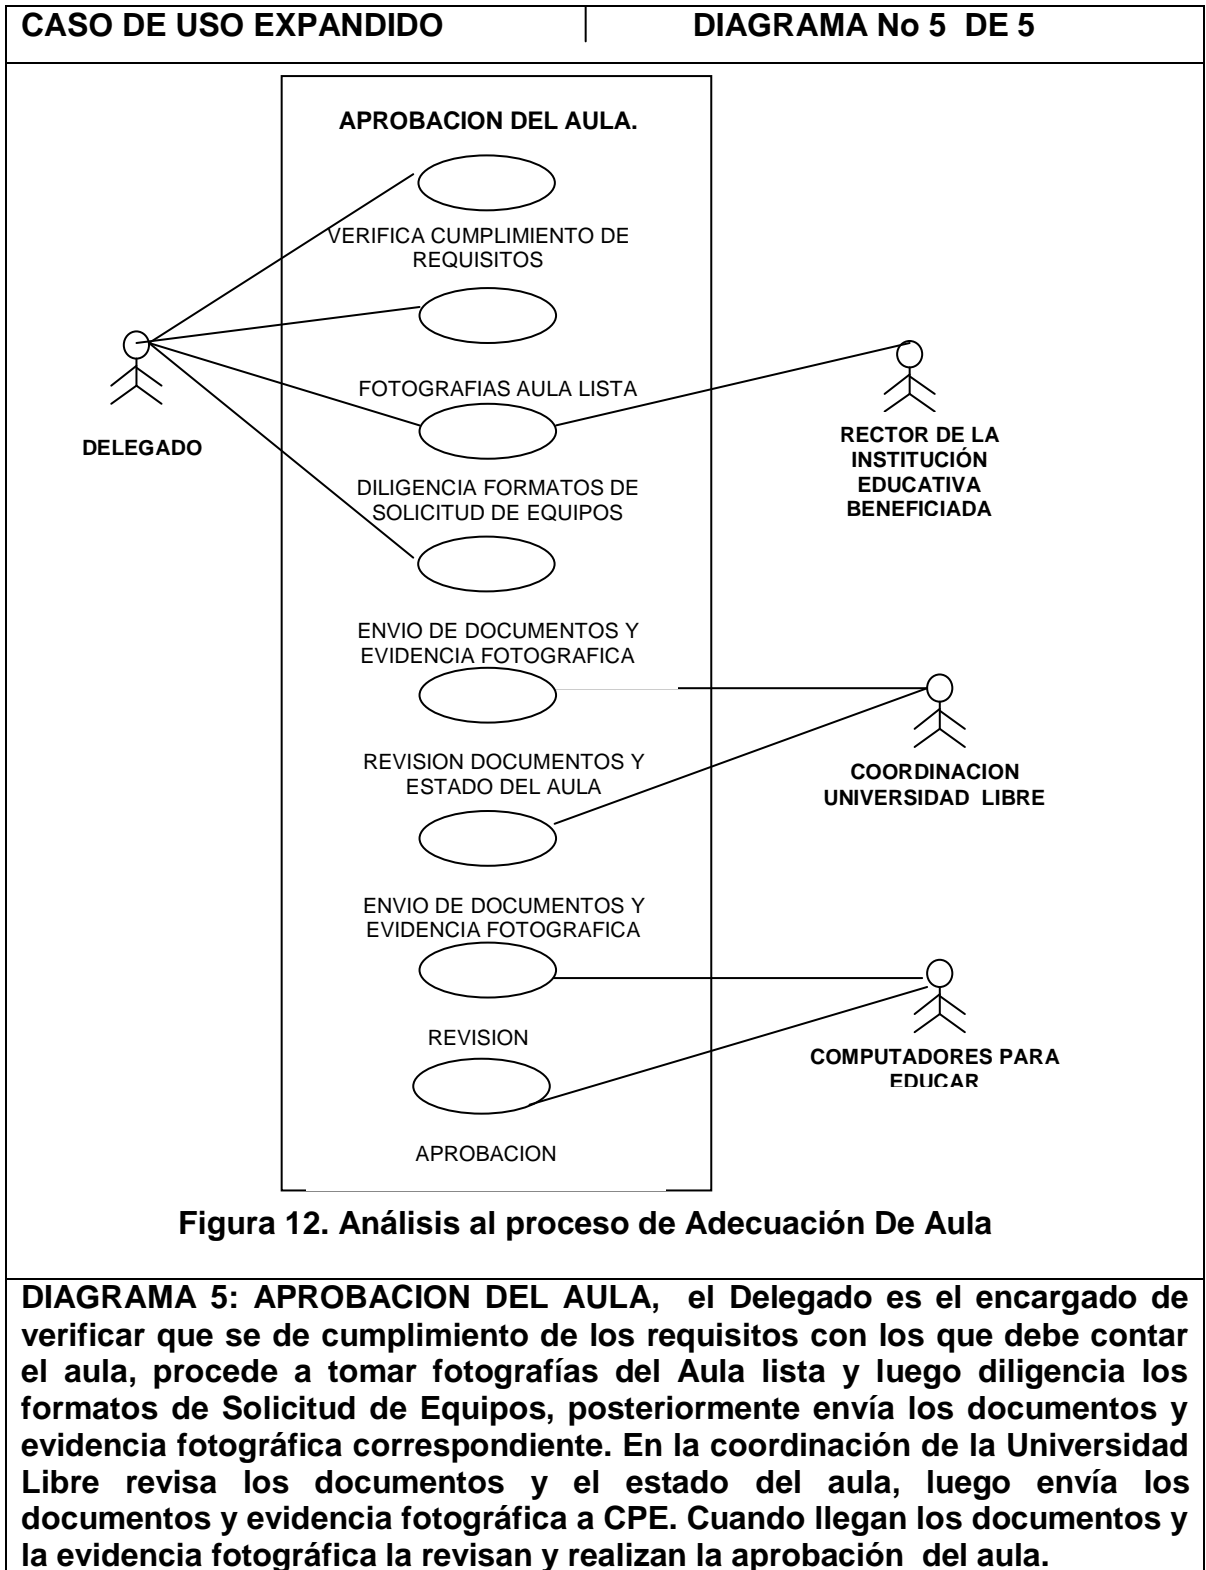 CASO DE USO EXPANDIDO
DIAGRAMA No 5 DE 5
APROBACION DEL AULA.
VERIFICA CUMPLIMIENTO DE
REQUISITOS
FOTOGRAFIAS AULA LISTA
DELEGADO
RECTOR DE LA
INSTITUCIÓN
EDUCATIVA
BENEFICIADA
DILIGENCIA FORMATOS DE
SOLICITUD DE EQUIPOS
ENVIO DE DOCUMENTOS Y
EVIDENCIA FOTOGRAFICA
REVISION DOCUMENTOS Y
ESTADO DEL AULA
COORDINACION
UNIVERSIDAD LIBRE
ENVIO DE DOCUMENTOS Y
EVIDENCIA FOTOGRAFICA
REVISION
COMPUTADORES PARA
EDUCAR
APROBACION
Figura 12. Análisis al proceso de Adecuación De Aula
DIAGRAMA 5: APROBACION DEL AULA, el Delegado es el encargado de
verificar que se de cumplimiento de los requisitos con los que debe contar
el aula, procede a tomar fotografías del Aula lista y luego diligencia los
formatos de Solicitud de Equipos, posteriormente envía los documentos y
evidencia fotográfica correspondiente. En la coordinación de la Universidad
Libre revisa los documentos y el estado del aula, luego envía los
documentos y evidencia fotográfica a CPE. Cuando llegan los documentos y
la evidencia fotográfica la revisan y realizan la aprobación del aula.